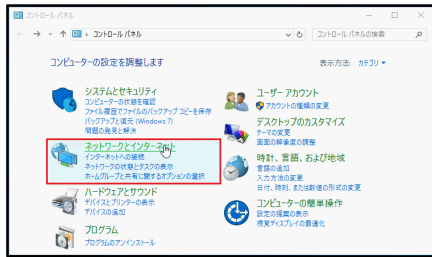 コントロール パネル
コントロール パネル
コントロール パネルの検索
コンピューターの設定を調整します
表示方法: カテゴリ
システムとセキュリティ
コンピューターの状態を確認
ファイル履歴でファイルのバックアップ コピーを保存
バックアップと復元 (Windows 7)
問題の発見と解決
ネットワークとインターネット
インターネットへの接続
ネットワークの状態とタスクの表示
ホームグループと共有に関するオプションの選択
ハードウェアとサウンド
デバイスとプリンターの表示
デバイスの追加
プログラム
プログラムのアンインストール
ユーザー アカウント
アカウントの種類の変更
デスクトップのカスタマイズ
テーマの変更
画面の解像度の調整
時計、言語、および地域
言語の追加
入力方法の変更
日付、時刻、または数値の形式の変更
コンピューターの簡単操作
設定の提案の表示
視覚ディスプレイの最適化